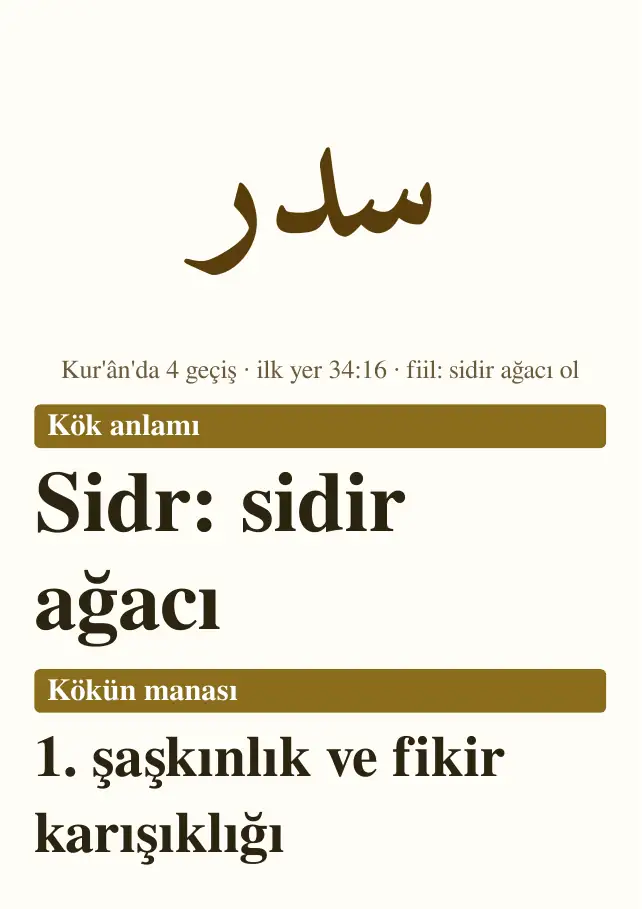 سدر
Kur'ân'da 4 geçiş · ilk yer 34:16 · fiil: sidir ağacı ol
Kök anlamı
Sidr: sidir
ağacı
Kökün manası
1. şaşkınlık ve fikir
karışıklığı